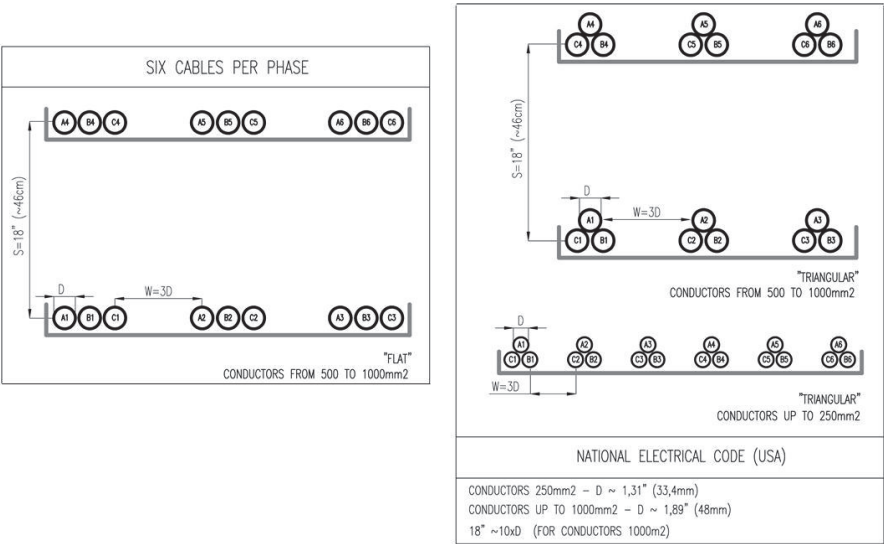 SIX CABLES PER PHASE
A4 B4 C4 A5 B5 C5 A6 B6 C6
S=18" (~46cm)
D
W=3D
A1 B1 C1 A2 B2 C2 A3 B3 C3
"FLAT"
CONDUCTORS FROM 500 TO 1000mm2
A4 A5 A6
C4 B4 C5 B5 C6 B6
S=18" (~46cm)
D
W=3D
A1 A2 A3
C1 B1 C2 B2 C3 B3
"TRIANGULAR"
CONDUCTORS FROM 500 TO 1000mm2
D
A1 A2 A3 A4 A5 A6
C1 B1 C2 B2 C3 B3 C4 B4 C5 B5 C6 B6
W=3D
"TRIANGULAR"
CONDUCTORS UP TO 250mm2
NATIONAL ELECTRICAL CODE (USA)
CONDUCTORS 250mm2 - D ~ 1,31" (33,4mm)
CONDUCTORS UP TO 1000mm2 - D ~ 1,89" (48mm)
18" ~10xD (FOR CONDUCTORS 1000m2)